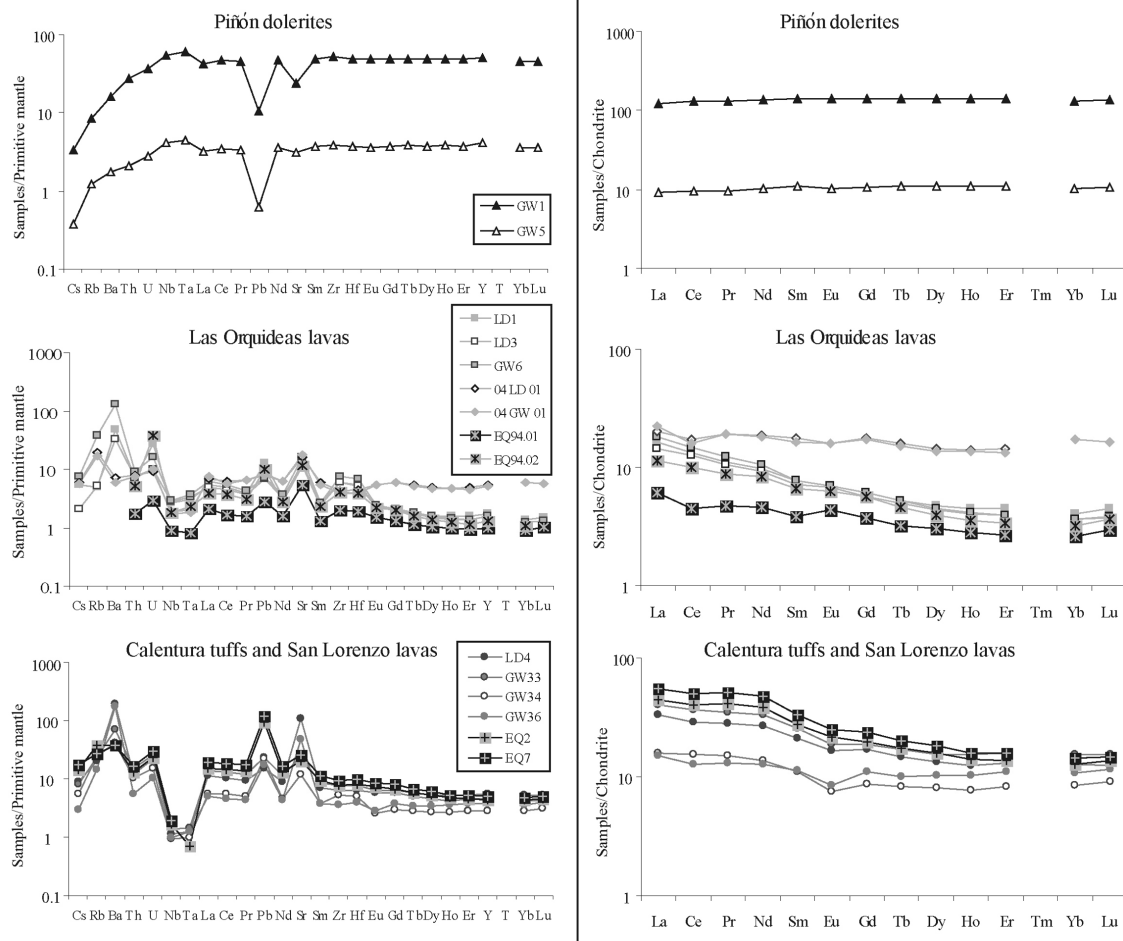 Piñón dolerites
100
10
1
0.1
Samples/Primitive mantle
GW1
GW5
Cs Rb Ba Th U Nb Ta La Ce Pr Pb Nd Sr Sm Zr Hf Eu Gd Tb Dy Ho Er Y T Yb Lu
Las Orquideas lavas
1000
100
10
1
0.1
Samples/Primitive mantle
LD1
LD3
GW6
04 LD 01
04 GW 01
EQ94.01
EQ94.02
Cs Rb Ba Th U Nb Ta La Ce Pr Pb Nd Sr Sm Zr Hf Eu Gd Tb Dy Ho Er Y T Yb Lu
Calentura tuffs and San Lorenzo lavas
1000
100
10
1
0.1
Samples/Primitive mantle
LD4
GW33
GW34
GW36
EQ2
EQ7
Cs Rb Ba Th U Nb Ta La Ce Pr Pb Nd Sr Sm Zr Hf Eu Gd Tb Dy Ho Er Y T Yb Lu
Piñón dolerites
1000
100
10
1
Samples/Chondrite
La Ce Pr Nd Sm Eu Gd Tb Dy Ho Er Tm Yb Lu
Las Orquideas lavas
100
10
1
Samples/Chondrite
La Ce Pr Nd Sm Eu Gd Tb Dy Ho Er Tm Yb Lu
Calentura tuffs and San Lorenzo lavas
100
10
1
Samples/Chondrite
La Ce Pr Nd Sm Eu Gd Tb Dy Ho Er Tm Yb Lu